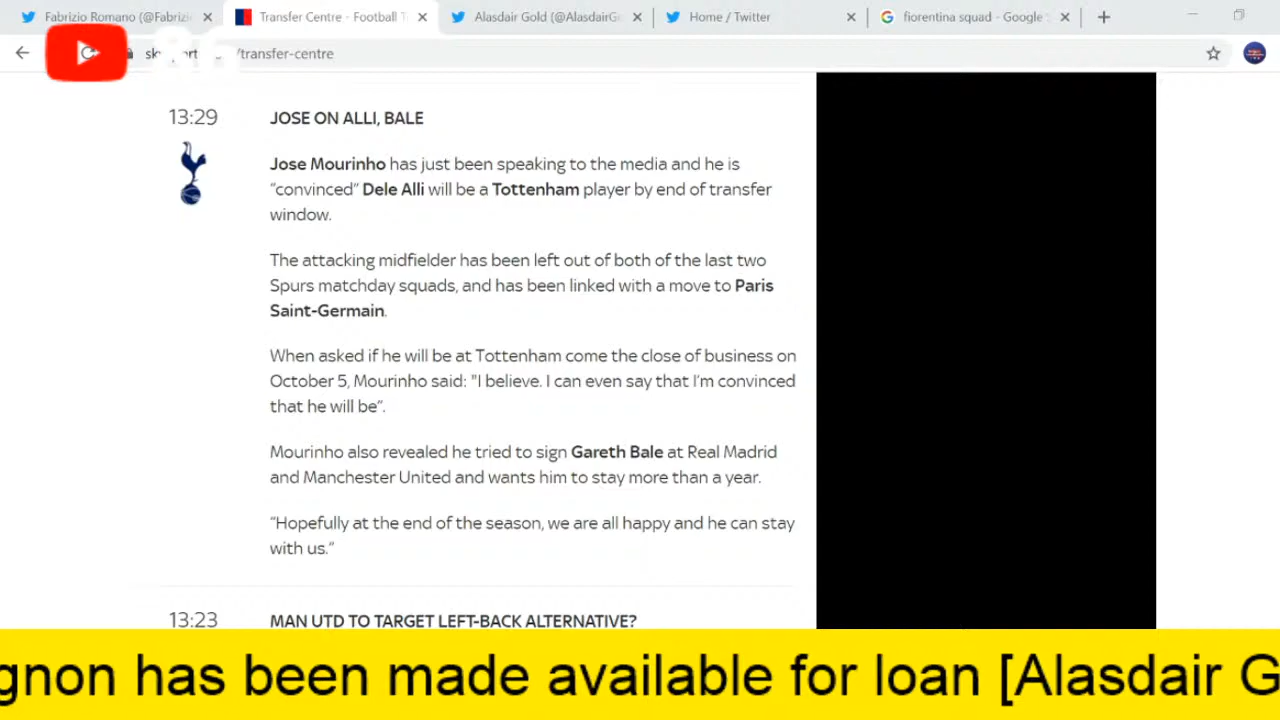 Fabrizio Romano (@Fabrizi
Transfer Centre - Football T
Alasdair Gold (@AlasdairG
Home / Twitter
fiorentina squad - Google S
86
/transfer-centre
13:29
JOSE ON ALLI, BALE
Jose Mourinho has just been speaking to the media and he is
“convinced” Dele Alli will be a Tottenham player by end of transfer
window.
The attacking midfielder has been left out of both of the last two
Spurs matchday squads, and has been linked with a move to Paris
Saint-Germain.
When asked if he will be at Tottenham come the close of business on
October 5, Mourinho said: "I believe. I can even say that I’m convinced
that he will be”.
Mourinho also revealed he tried to sign Gareth Bale at Real Madrid
and Manchester United and wants him to stay more than a year.
“Hopefully at the end of the season, we are all happy and he can stay
with us.”
13:23
MAN UTD TO TARGET LEFT-BACK ALTERNATIVE?
gnon has been made available for loan [Alasdair G